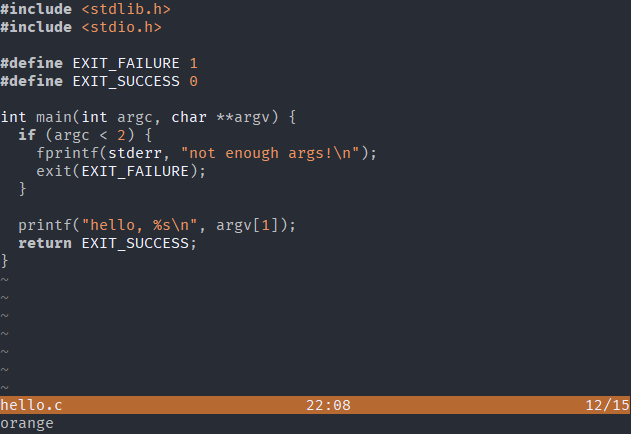 #include <stdlib.h>
#include <stdio.h>

#define EXIT_FAILURE 1
#define EXIT_SUCCESS 0

int main(int argc, char **argv) {
  if (argc < 2) {
    fprintf(stderr, "not enough args!\n");
    exit(EXIT_FAILURE);
  }

  printf("hello, %s\n", argv[1]);
  return EXIT_SUCCESS;
}
~
~
~
~
~
~
~
hello.c 22:08 12/15
orange